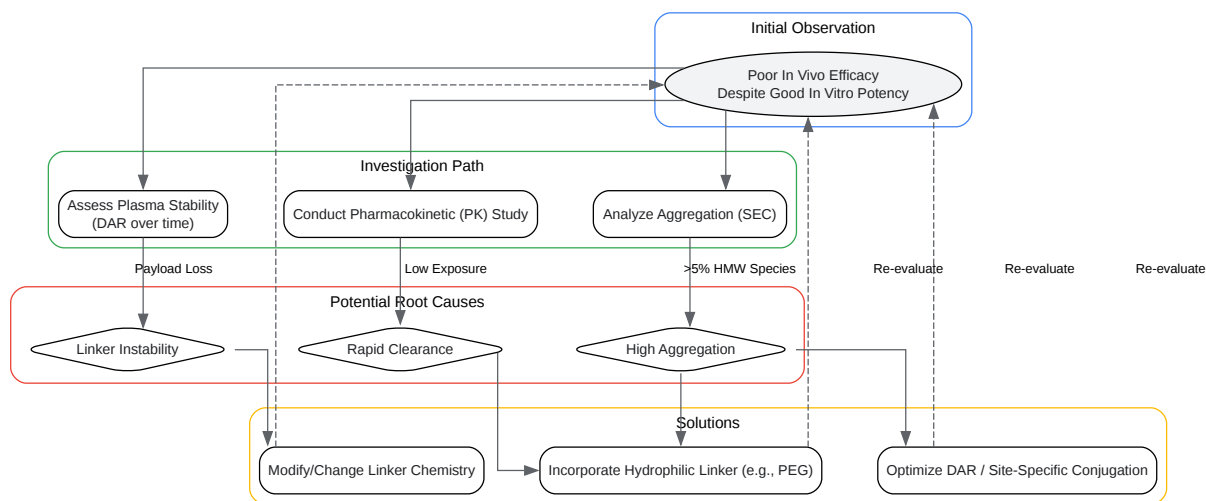 Initial Observation
Poor In Vivo Efficacy
Despite Good In Vitro Potency
Investigation Path
Assess Plasma Stability
(DAR over time)
Conduct Pharmacokinetic (PK) Study
Analyze Aggregation (SEC)
Payload Loss
Low Exposure
>5% HMW Species
Re-evaluate
Re-evaluate
Re-evaluate
Potential Root Causes
Linker Instability
Rapid Clearance
High Aggregation
Solutions
Modify/Change Linker Chemistry
Incorporate Hydrophilic Linker (e.g., PEG)
Optimize DAR / Site-Specific Conjugation